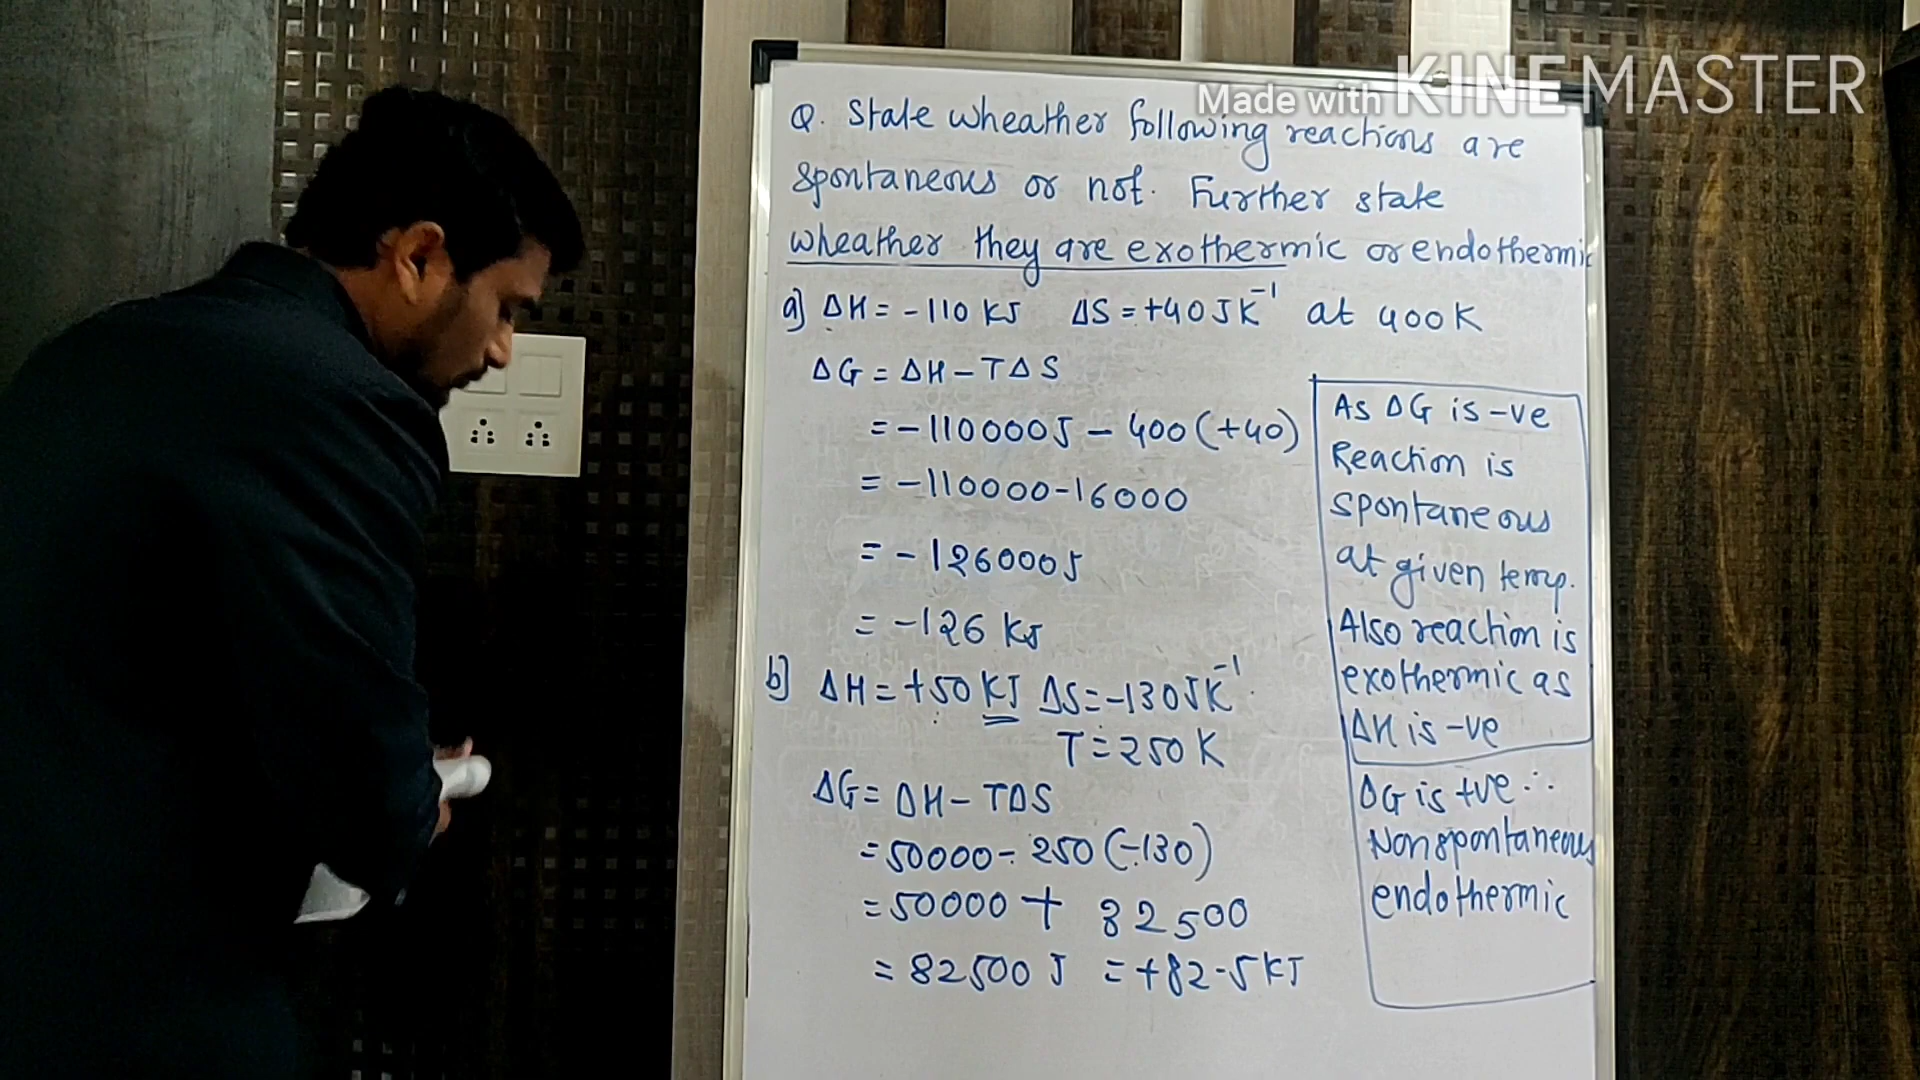 Made with KINEMASTER
Q. State wheather following reactions are
spontaneous or not. Further state
wheather they are exothermic or endothermic
a] ΔH = -110 KJ ΔS = +40 J K⁻¹ at 400 K
ΔG = ΔH - TΔS
= -110000J - 400 (+40)
= -110000-16000
= -126000J
= -126 KJ
b] ΔH = +50 KJ ΔS = -130 J K⁻¹.
T = 250 K
ΔG = ΔH - TΔS
= 50000 - 250 (-130)
= 50000 + 32500
= 82500 J = +82.5 KJ
As ΔG is -ve
Reaction is
spontaneous
at given temp.
Also reaction is
exothermic as
ΔH is -ve
ΔG is +ve ∴
Nonspontaneous
endothermic